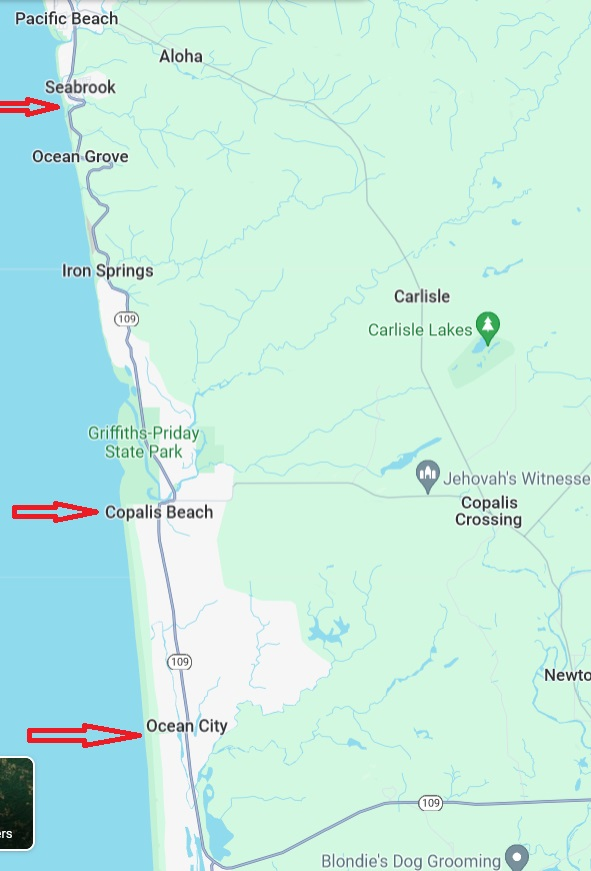 Pacific Beach
Aloha
Seabrook
Ocean Grove
Iron Springs
Carlisle
109
Carlisle Lakes
Griffiths-Priday
State Park
Jehovah's Witnesse
Copalis Beach
Copalis
Crossing
109
Newto
Ocean City
109
ers
Blondie's Dog Grooming